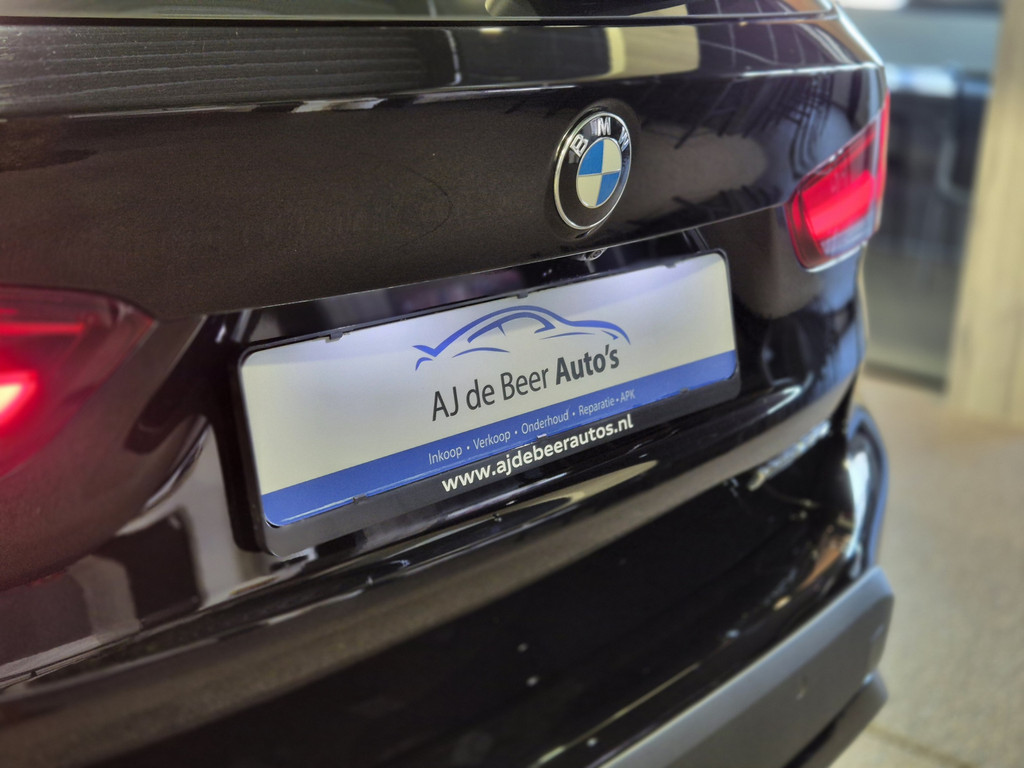 BMW
AJ de Beer Auto's
Inkoop • Verkoop • Onderhoud • Reparatie • APK
www.ajdebeerautos.nl